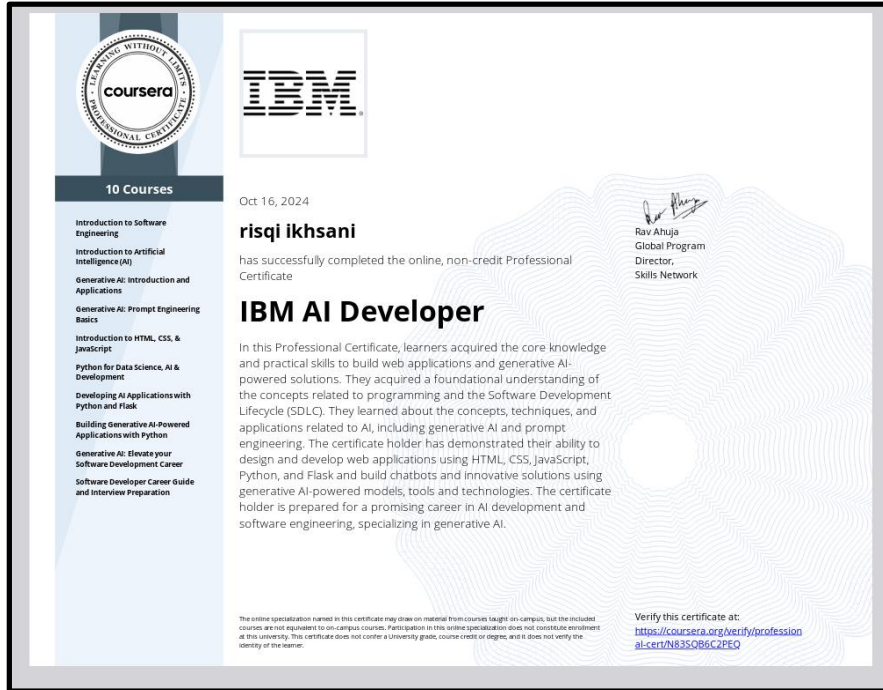 LEARNING WITHOUT LIMITS
coursera
PROFESSIONAL CERTIFICATE
10 Courses
Introduction to Software
Engineering
Introduction to Artificial
Intelligence (AI)
Generative AI: Introduction and
Applications
Generative AI: Prompt Engineering
Basics
Introduction to HTML, CSS, &
JavaScript
Python for Data Science, AI &
Development
Developing AI Applications with
Python and Flask
Building Generative AI-Powered
Applications with Python
Generative AI: Elevate your
Software Development Career
Software Developer Career Guide
and Interview Preparation
IBM®
Oct 16, 2024
risqi ikhsani
has successfully completed the online, non-credit Professional
Certificate
IBM AI Developer
In this Professional Certificate, learners acquired the core knowledge
and practical skills to build web applications and generative AI-
powered solutions. They acquired a foundational understanding of
the concepts related to programming and the Software Development
Lifecycle (SDLC). They learned about the concepts, techniques, and
applications related to AI, including generative AI and prompt
engineering. The certificate holder has demonstrated their ability to
design and develop web applications using HTML, CSS, JavaScript,
Python, and Flask and build chatbots and innovative solutions using
generative AI-powered models, tools and technologies. The certificate
holder is prepared for a promising career in AI development and
software engineering, specializing in generative AI.
Rav Ahuja
Rav Ahuja
Global Program
Director,
Skills Network
The online specialization named in this certificate may draw on material from courses taught on-campus, but the included
courses are not equivalent to on-campus courses. Participation in this online specialization does not constitute enrollment
at this university. This certificate does not confer a University grade, course credit or degree, and it does not verify the
identity of the learner.
Verify this certificate at:
https://coursera.org/verify/profession
al-cert/N83SQB6C2PEQ